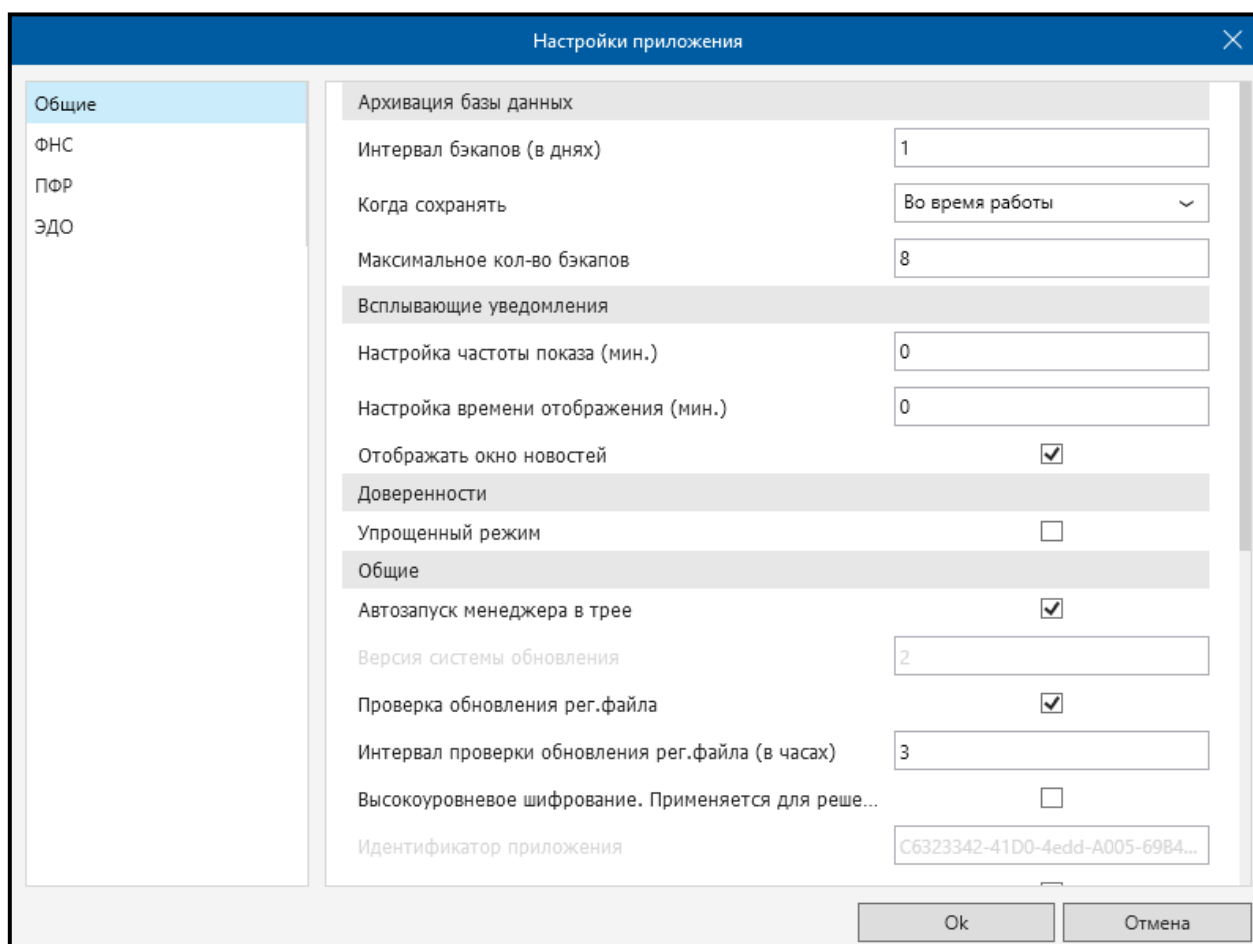 Настройки приложения
Общие
ФНС
ПФР
ЭДО
Архивация базы данных
Интервал бэкапов (в днях) 1
Когда сохранять Во время работы
Максимальное кол-во бэкапов 8
Всплывающие уведомления
Настройка частоты показа (мин.) 0
Настройка времени отображения (мин.) 0
Отображать окно новостей
Доверенности
Упрощенный режим
Общие
Автозапуск менеджера в трее
Версия системы обновления 2
Проверка обновления рег.файла
Интервал проверки обновления рег.файла (в часах) 3
Высокоуровневое шифрование. Применяется для реше...
Идентификатор приложения C6323342-41D0-4edd-A005-69B4...
Ok Отмена